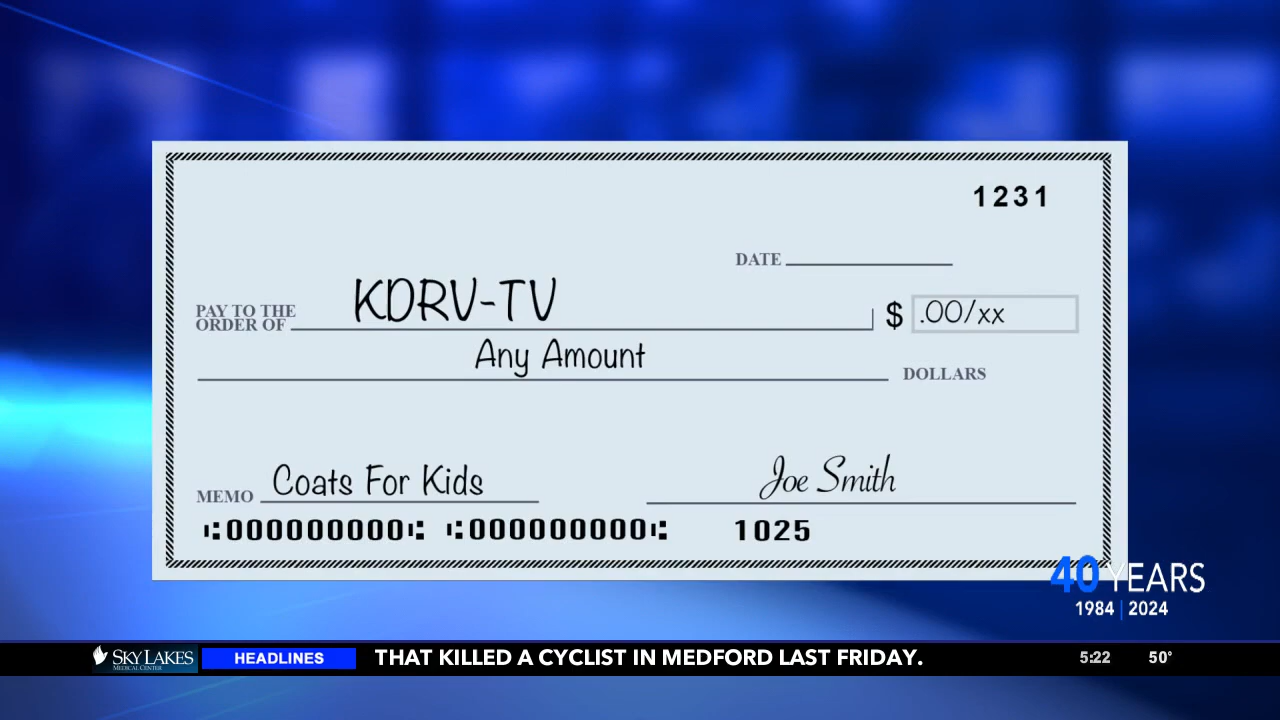 1231
DATE
PAY TO THE
ORDER OF
KDRV-TV
$ .00/xx
Any Amount
DOLLARS
MEMO Coats For Kids
Joe Smith
⑆000000000⑆ ⑆000000000⑆ 1025
40 YEARS
1984 | 2024
SKY LAKES
MEDICAL CENTER
HEADLINES
THAT KILLED A CYCLIST IN MEDFORD LAST FRIDAY.
5:22 50°